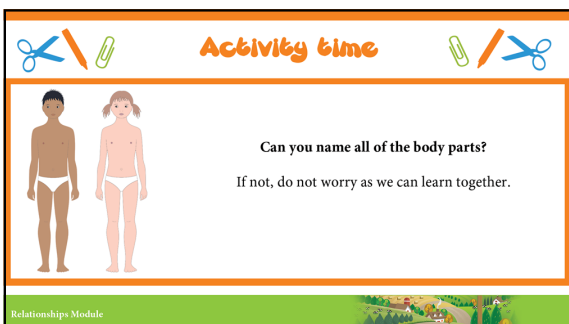 Activity time
Can you name all of the body parts?
If not, do not worry as we can learn together.
Relationships Module